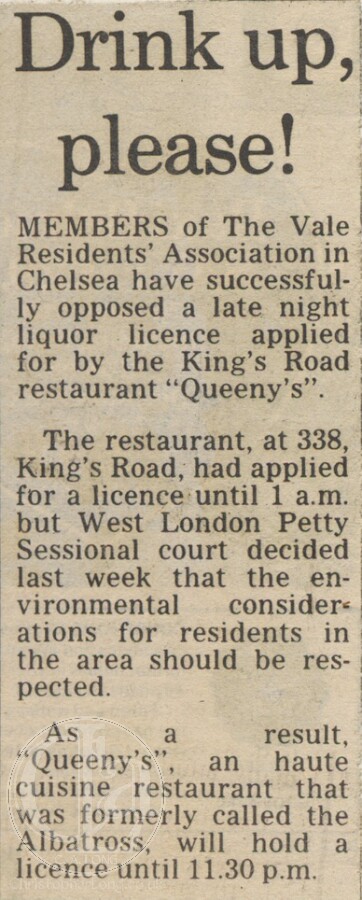 Drink up,
please!
MEMBERS of The Vale
Residents' Association in
Chelsea have successful-
ly opposed a late night
liquor licence applied
for by the King's Road
restaurant "Queeny's".
The restaurant, at 338,
King's Road, had applied
for a licence until 1 a.m.
but West London Petty
Sessional court decided
last week that the en-
vironmental consider-
ations for residents in
the area should be res-
pected.
As a result,
"Queeny's", an haute
cuisine restaurant that
was formerly called the
Albatross, will hold a
licence until 11.30 p.m.